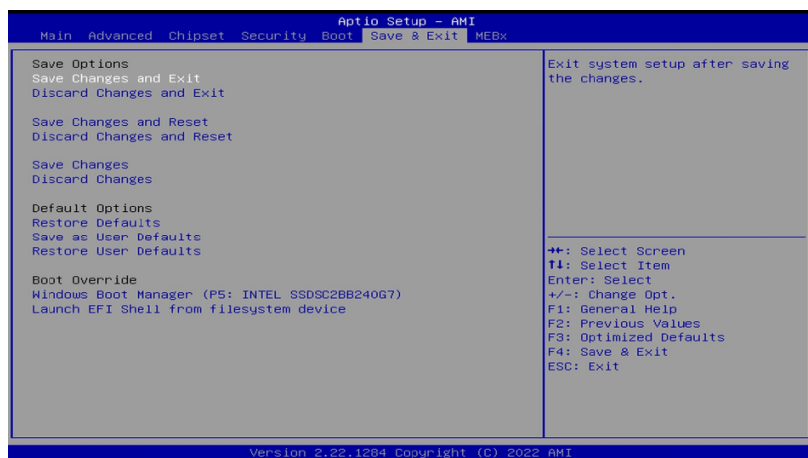 Aptio Setup – AMI
Main Advanced Chipset Security Boot Save & Exit MEBx
Save Options
Save Changes and Exit
Discard Changes and Exit
Save Changes and Reset
Discard Changes and Reset
Save Changes
Discard Changes
Default Options
Restore Defaults
Save as User Defaults
Restore User Defaults
Boot Override
Windows Boot Manager (P5: INTEL SSDSC2BB240G7)
Launch EFI Shell from filesystem device
Exit system setup after saving
the changes.
→←: Select Screen
↑↓: Select Item
Enter: Select
+/-: Change Opt.
F1: General Help
F2: Previous Values
F3: Optimized Defaults
F4: Save & Exit
ESC: Exit
Version 2.22.1284 Copyright (C) 2022 AMI